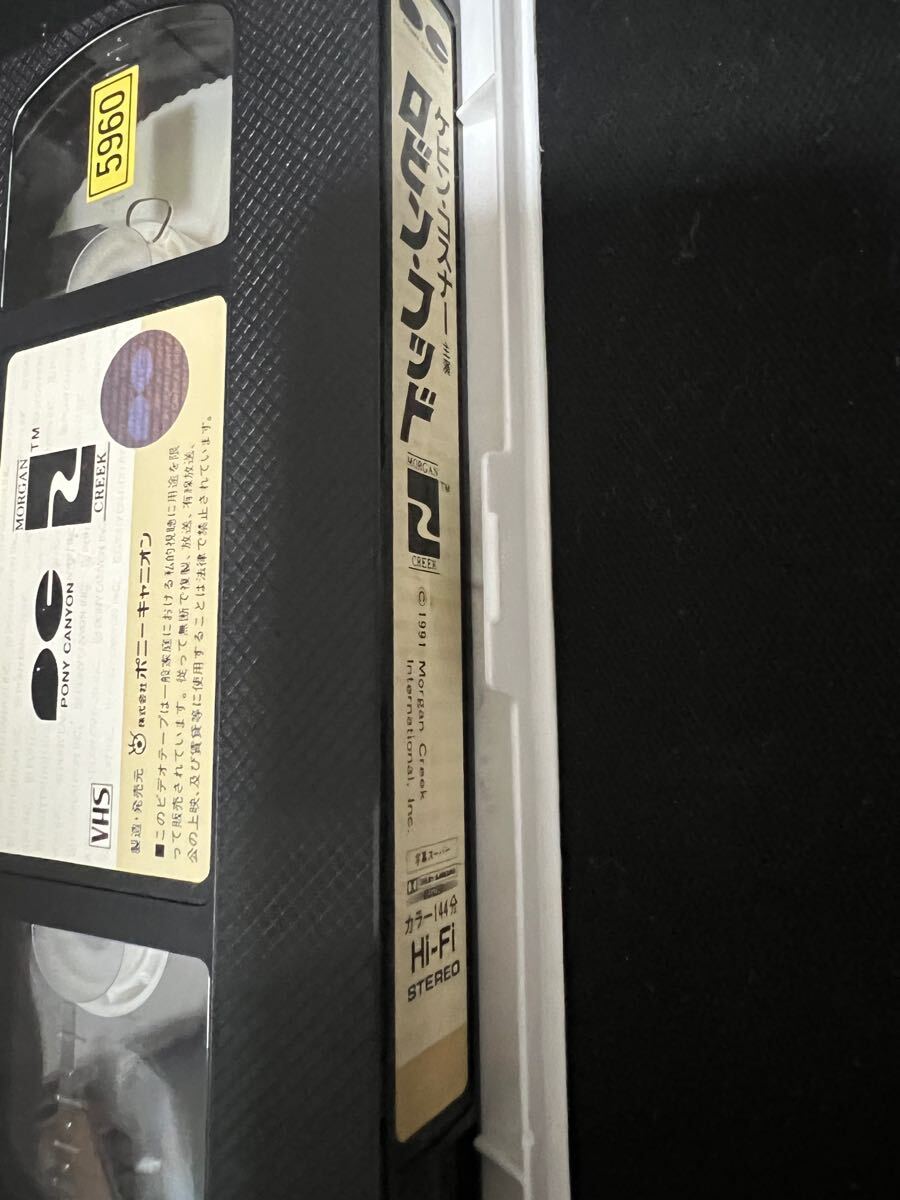 5960
MORGAN
TM
CREEK
PONY CANYON
VHS
製造・発売元 株式会社 ポニーキャニオン
■このビデオテープは一般家庭における私的視聴に用途を限
って販売されています。従って無断で複製、放送、有線放送、
公の上映、及び賃貸等に使用することは法律で禁止されています。
ケビン・コスナー 主演
ロビン・フッド
MORGAN
TM
CREEK
© 1991 Morgan Creek
International, Inc.
字幕スーパー
カラー144分
Hi-Fi
STEREO